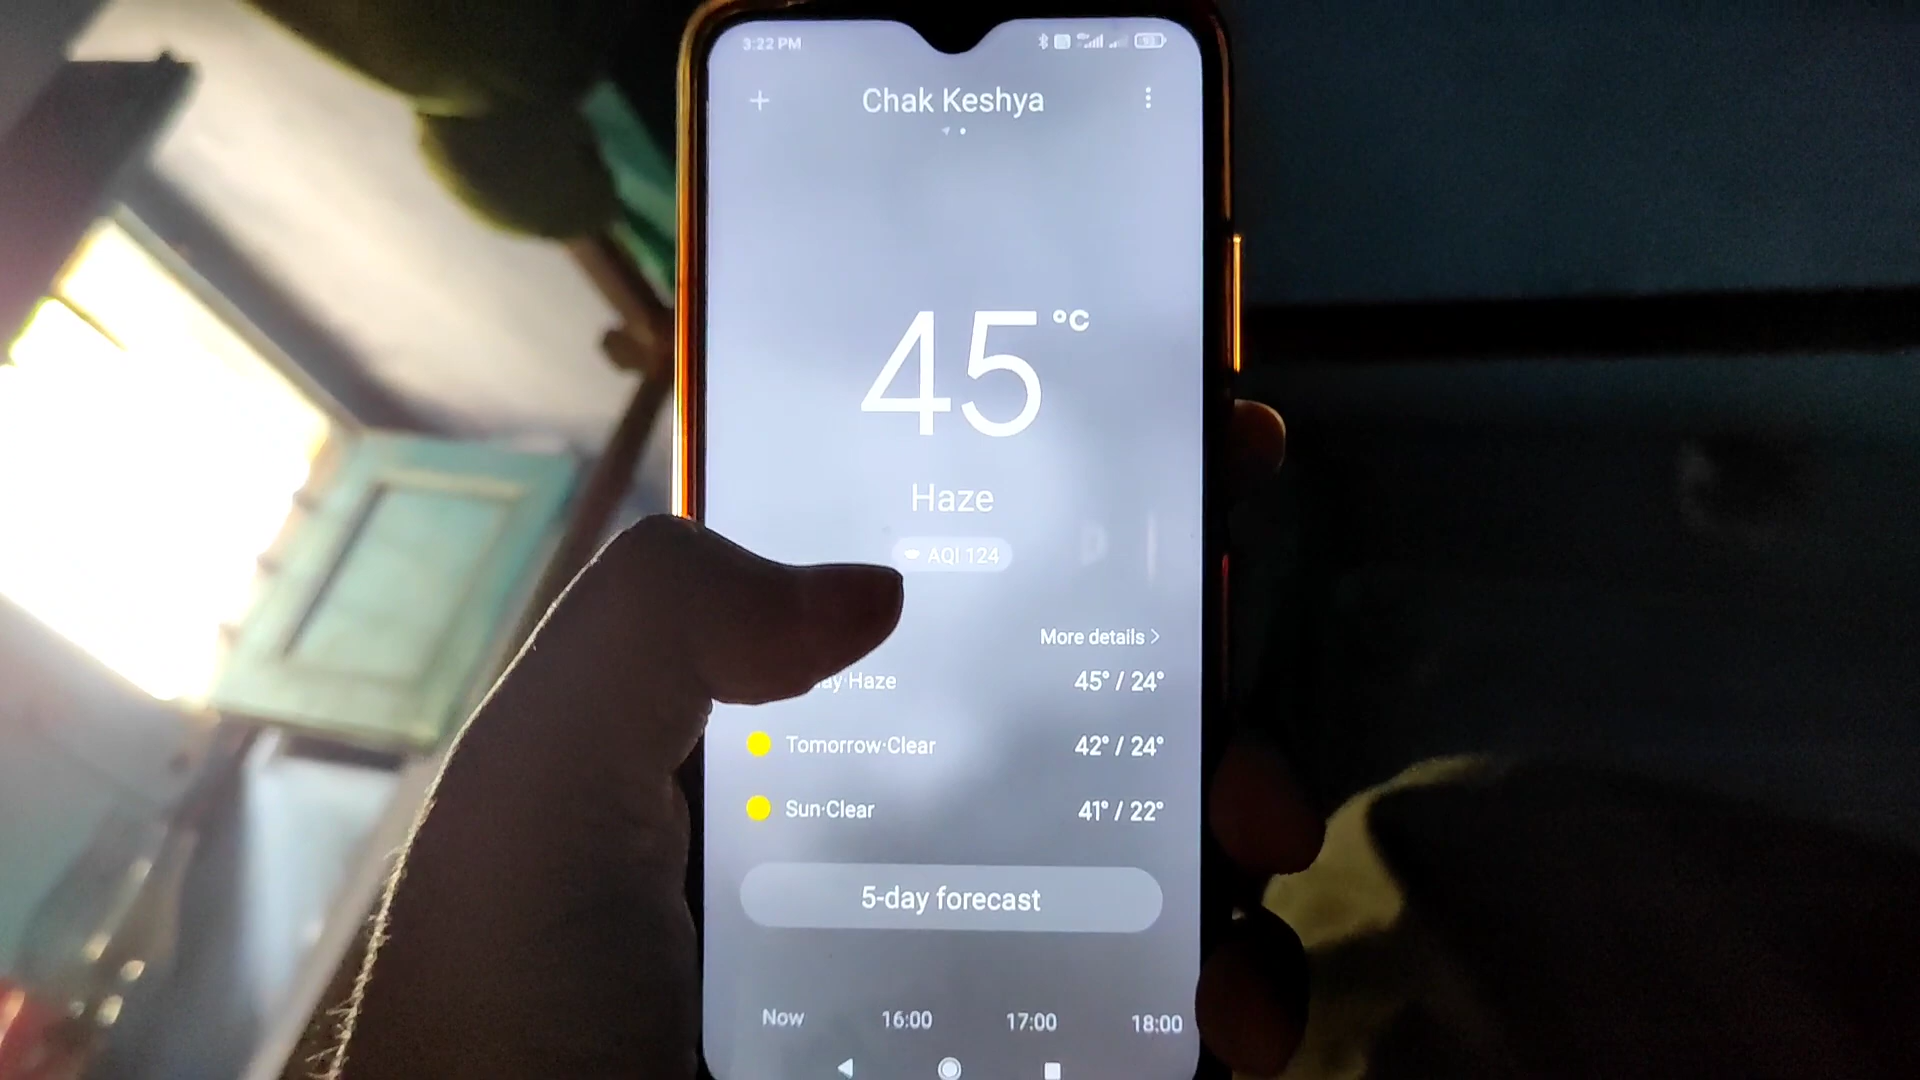 3:22 PM
Chak Keshya
45 °C
Haze
AQI 124
More details >
ay·Haze 45° / 24°
Tomorrow·Clear 42° / 24°
Sun·Clear 41° / 22°
5-day forecast
Now 16:00 17:00 18:00